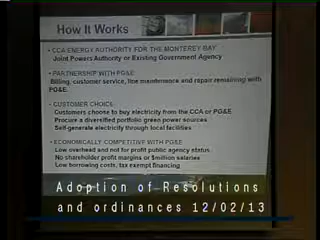 How It Works
• CCA ENERGY AUTHORITY FOR THE MONTEREY BAY
Joint Powers Authority or Existing Government Agency
• PARTNERSHIP WITH PG&E
Billing, customer service, line maintenance and repair remaining with
PG&E.
• CUSTOMER CHOICE
Customers choose to buy electricity from the CCA or PG&E
Procure a diversified portfolio green power sources
Self-generate electricity through local facilities
• ECONOMICALLY COMPETITIVE WITH PG&E
Low overhead and not for profit public agency status
No shareholder profit margins or $million salaries
Low borrowing costs, tax exempt financing
Adoption of Resolutions
and ordinances 12/02/13